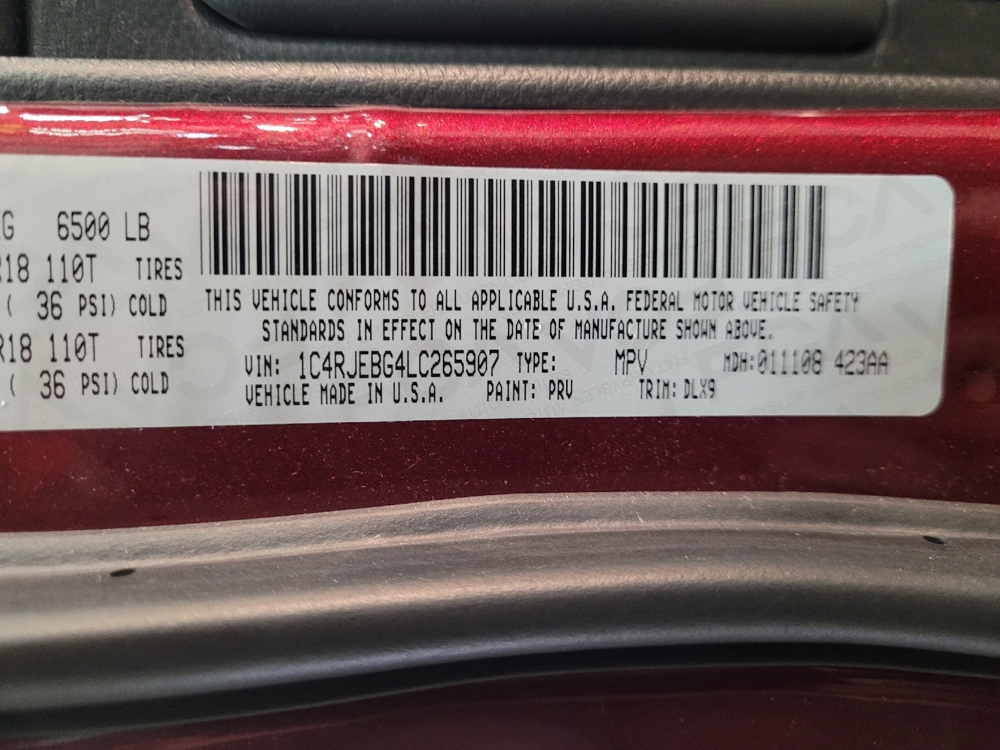 G 6500 LB
R18 110T TIRES
( 36 PSI) COLD
R18 110T TIRES
( 36 PSI) COLD
THIS VEHICLE CONFORMS TO ALL APPLICABLE U.S.A. FEDERAL MOTOR VEHICLE SAFETY
STANDARDS IN EFFECT ON THE DATE OF MANUFACTURE SHOWN ABOVE.
VIN: 1C4RJEBG4LC265907 TYPE: MPV MDH:011108 423AA
VEHICLE MADE IN U.S.A. PAINT: PRV TRIM: DLX9